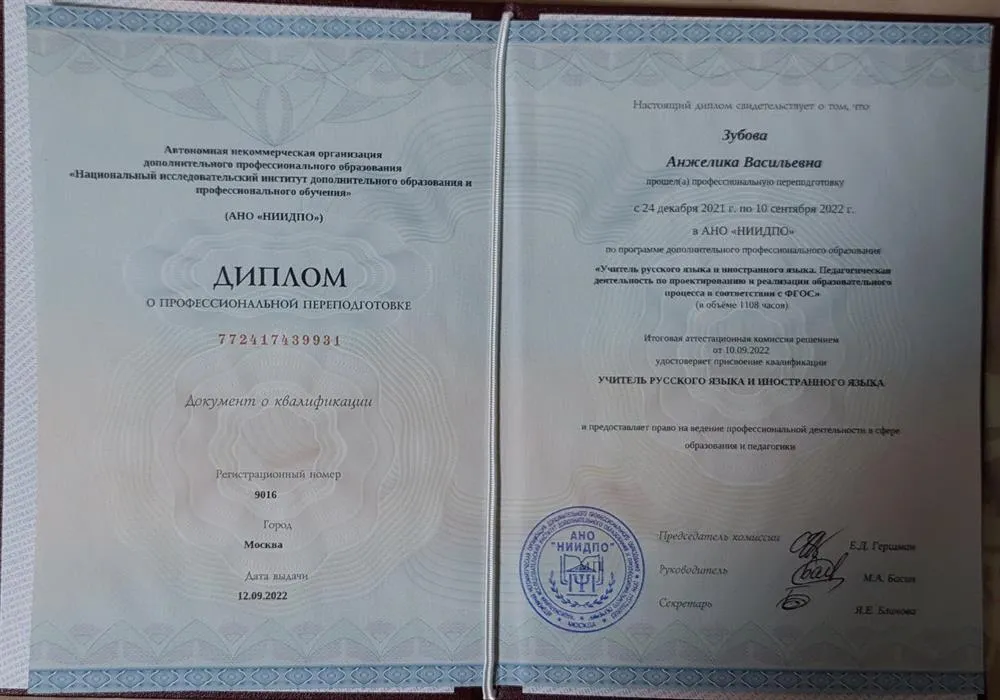 Автономная некоммерческая организация
дополнительного профессионального образования
«Национальный исследовательский институт дополнительного образования и
профессионального обучения»
(АНО «НИИДПО»)
ДИПЛОМ
О ПРОФЕССИОНАЛЬНОЙ ПЕРЕПОДГОТОВКЕ
772417439931
Документ о квалификации
Регистрационный номер
9016
Город
Москва
Дата выдачи
12.09.2022
Настоящий диплом свидетельствует о том, что
Зубова
Анжелика Васильевна
прошел(а) профессиональную переподготовку
с 24 декабря 2021 г. по 10 сентября 2022 г.
в АНО «НИИДПО»
по программе дополнительного профессионального образования
«Учитель русского языка и иностранного языка. Педагогическая
деятельность по проектированию и реализации образовательного
процесса в соответствии с ФГОС»
(в объёме 1108 часов)
Итоговая аттестационная комиссия решением
от 10.09.2022
удостоверяет присвоение квалификации
УЧИТЕЛЬ РУССКОГО ЯЗЫКА И ИНОСТРАННОГО ЯЗЫКА
и предоставляет право на ведение профессиональной деятельности в сфере
образования и педагогики
АНО
"НИИДПО"
МОСКВА
Председатель комиссии
Е.Д. Гершман
Руководитель
М.А. Басин
Секретарь
Я.Е. Блинова